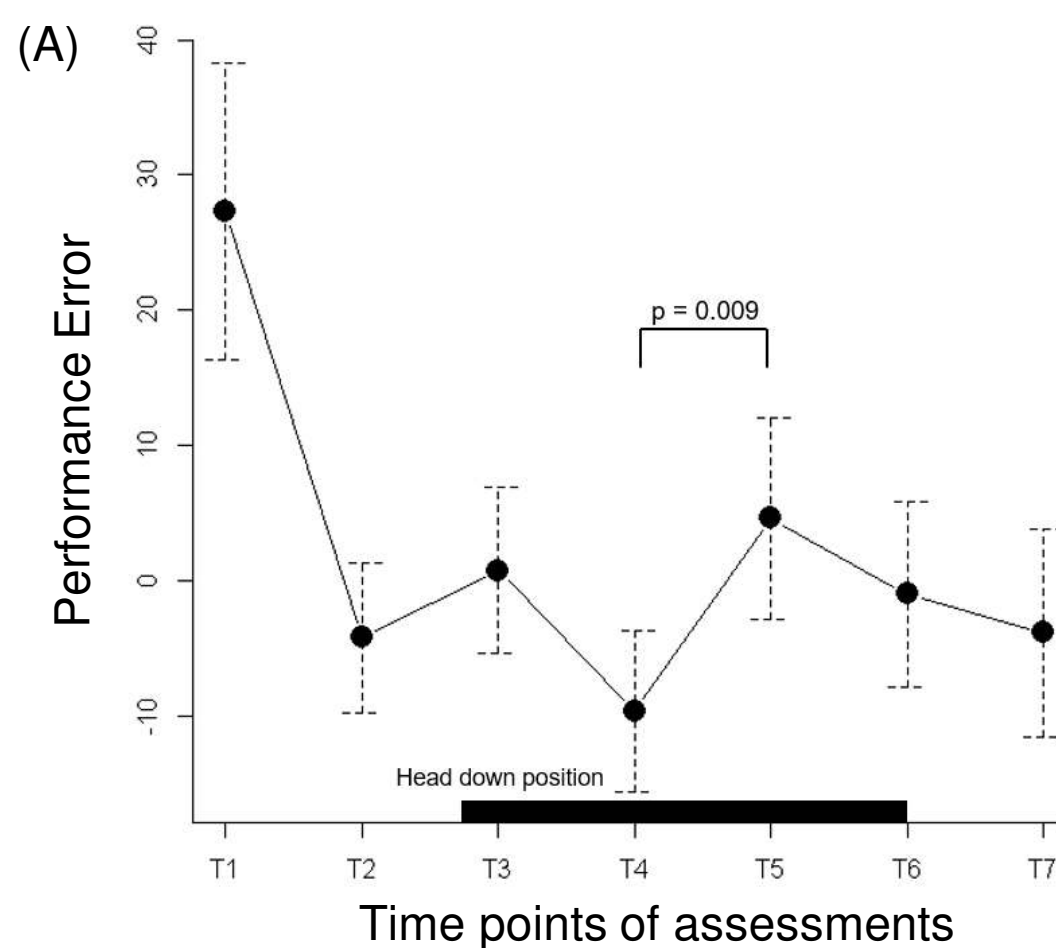 (A)
40
30
20
10
0
-10
Performance Error
p = 0.009
Head down position
T1 T2 T3 T4 T5 T6 T7
Time points of assessments